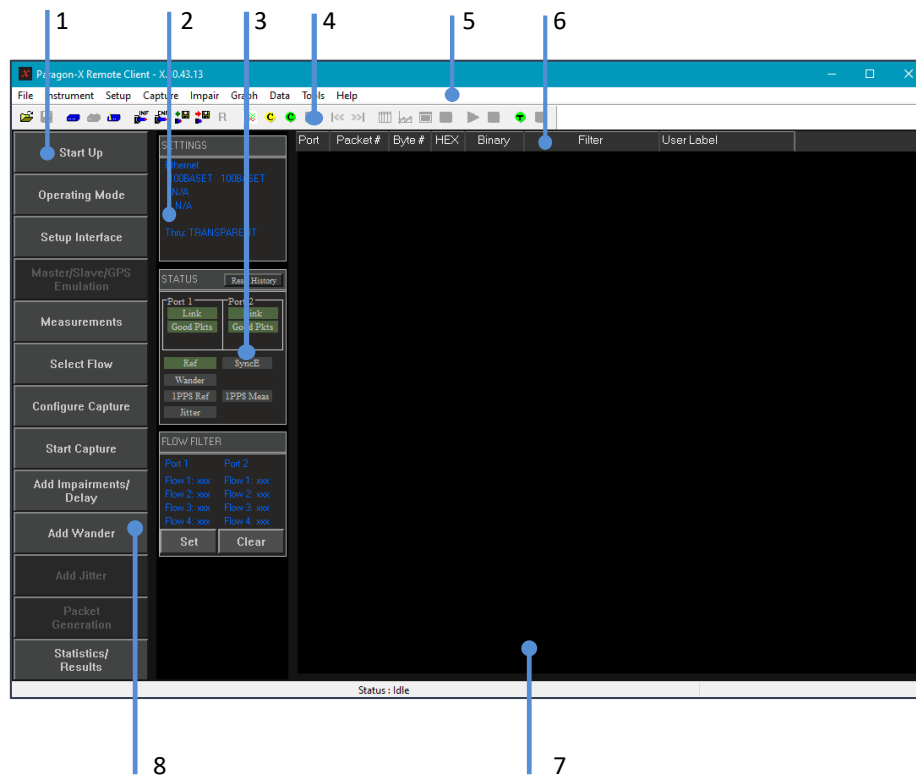 1 2 3 4 5 6
Paragon-X Remote Client - X. 0.43.13
File Instrument Setup Capture Impair Graph Data Tools Help
Port Packet # Byte # HEX Binary Filter User Label
Start Up
Operating Mode
Setup Interface
Master/Slave/GPS
Emulation
Measurements
Select Flow
Configure Capture
Start Capture
Add Impairments/
Delay
Add Wander
Add Jitter
Packet
Generation
Statistics/
Results
SETTINGS
Ethernet
100BASET 100BASET
N/A
N/A
Thru: TRANSPARENT
STATUS Reset History
Port 1 Port 2
Link Link
Good Pkts Good Pkts
Ref SyncE
Wander
1PPS Ref 1PPS Meas
Jitter
FLOW FILTER
Port 1 Port 2
Flow 1: xxx Flow 1: xxx
Flow 2: xxx Flow 2: xxx
Flow 3: xxx Flow 3: xxx
Flow 4: xxx Flow 4: xxx
Set Clear
Status : Idle
8 7